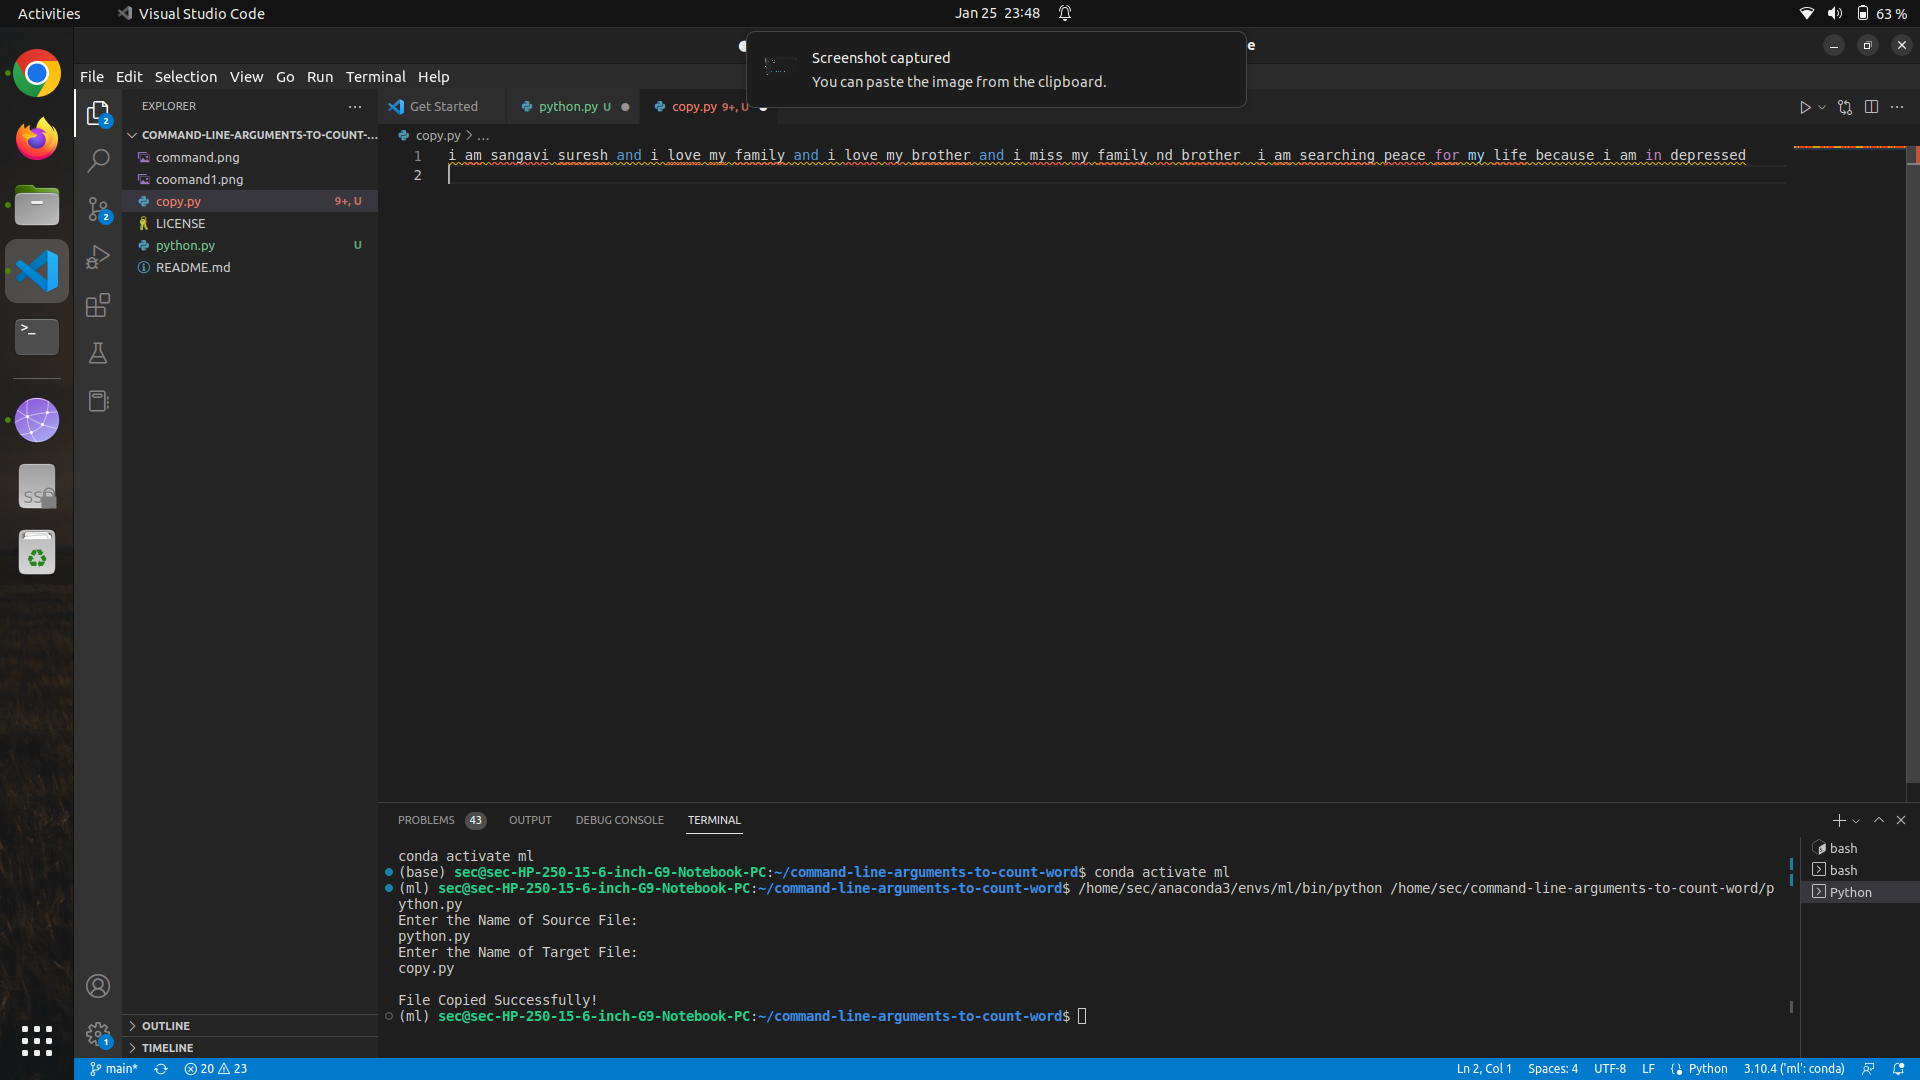 Activities
Visual Studio Code
Jan 25 23:48
63 %
Screenshot captured
You can paste the image from the clipboard.
e
File Edit Selection View Go Run Terminal Help
EXPLORER
Get Started
python.py U
copy.py 9+, U
COMMAND-LINE-ARGUMENTS-TO-COUNT-...
copy.py > ...
command.png
coomand1.png
copy.py 9+, U
LICENSE
python.py U
README.md
1 i am sangavi suresh and i love my family and i love my brother and i miss my family nd brother  i am searching peace for my life because i am in depressed
2
2
2
SS
PROBLEMS 43 OUTPUT DEBUG CONSOLE TERMINAL
conda activate ml
(base) sec@sec-HP-250-15-6-inch-G9-Notebook-PC:~/command-line-arguments-to-count-word$ conda activate ml
(ml) sec@sec-HP-250-15-6-inch-G9-Notebook-PC:~/command-line-arguments-to-count-word$ /home/sec/anaconda3/envs/ml/bin/python /home/sec/command-line-arguments-to-count-word/p
ython.py
Enter the Name of Source File:
python.py
Enter the Name of Target File:
copy.py
File Copied Successfully!
(ml) sec@sec-HP-250-15-6-inch-G9-Notebook-PC:~/command-line-arguments-to-count-word$
bash
bash
Python
OUTLINE
1
TIMELINE
main* 20 23
Ln 2, Col 1 Spaces: 4 UTF-8 LF Python 3.10.4 ('ml': conda)